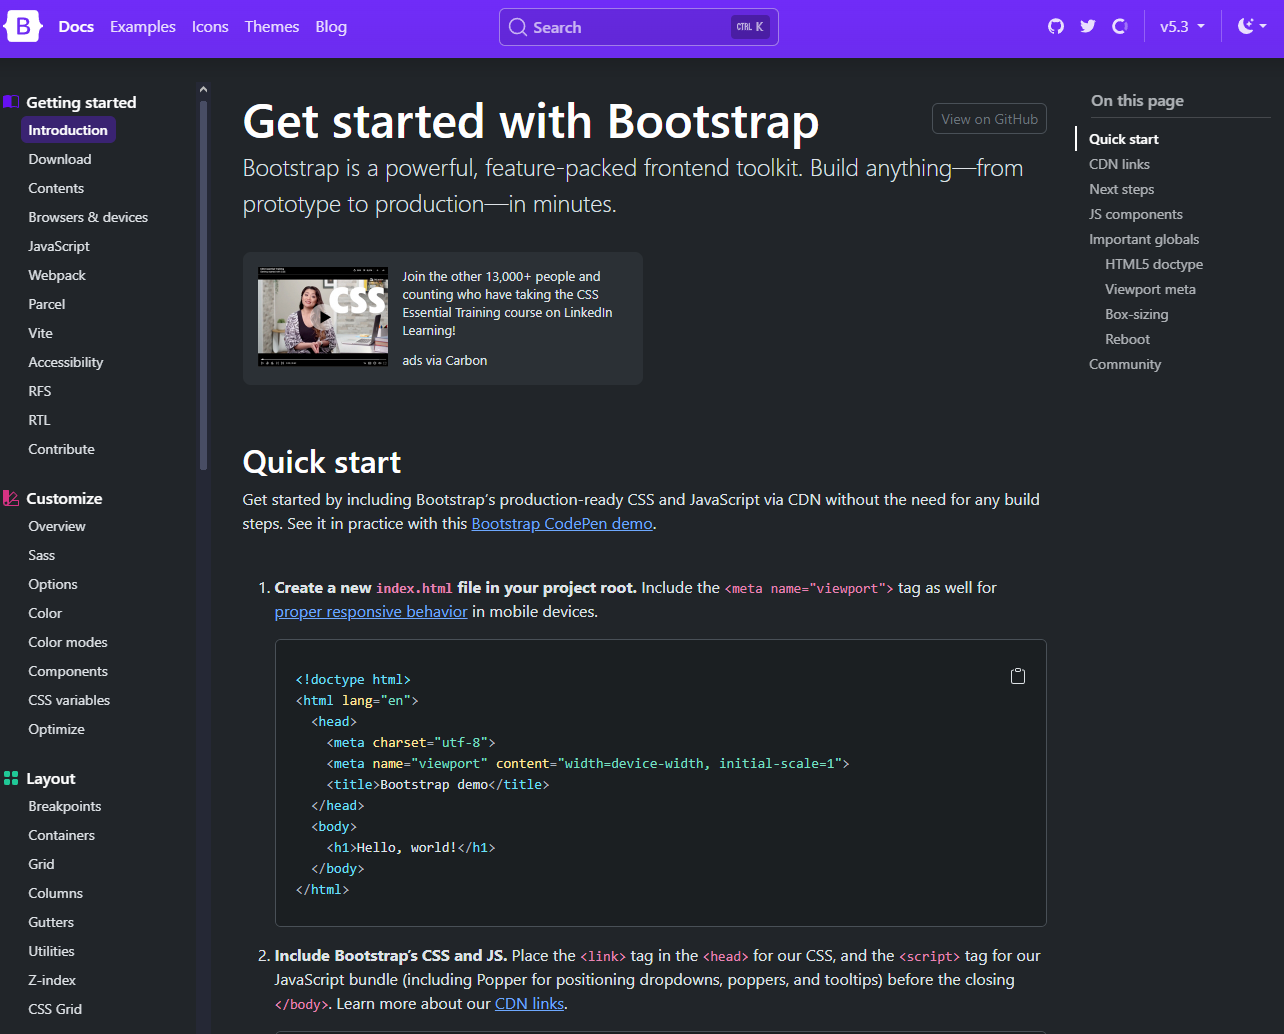 B Docs Examples Icons Themes Blog Search CTRL K v5.3
Getting started
Introduction
Download
Contents
Browsers & devices
JavaScript
Webpack
Parcel
Vite
Accessibility
RFS
RTL
Contribute
Customize
Overview
Sass
Options
Color
Color modes
Components
CSS variables
Optimize
Layout
Breakpoints
Containers
Grid
Columns
Gutters
Utilities
Z-index
CSS Grid
Get started with Bootstrap
View on GitHub
Bootstrap is a powerful, feature-packed frontend toolkit. Build anything—from
prototype to production—in minutes.
CSS
Join the other 13,000+ people and
counting who have taking the CSS
Essential Training course on LinkedIn
Learning!
ads via Carbon
Quick start
Get started by including Bootstrap’s production-ready CSS and JavaScript via CDN without the need for any build
steps. See it in practice with this Bootstrap CodePen demo.
1. Create a new index.html file in your project root. Include the <meta name="viewport"> tag as well for
proper responsive behavior in mobile devices.
<!doctype html>
<html lang="en">
  <head>
    <meta charset="utf-8">
    <meta name="viewport" content="width=device-width, initial-scale=1">
    <title>Bootstrap demo</title>
  </head>
  <body>
    <h1>Hello, world!</h1>
  </body>
</html>
2. Include Bootstrap’s CSS and JS. Place the <link> tag in the <head> for our CSS, and the <script> tag for our
JavaScript bundle (including Popper for positioning dropdowns, poppers, and tooltips) before the closing
</body>. Learn more about our CDN links.
On this page
Quick start
CDN links
Next steps
JS components
Important globals
HTML5 doctype
Viewport meta
Box-sizing
Reboot
Community